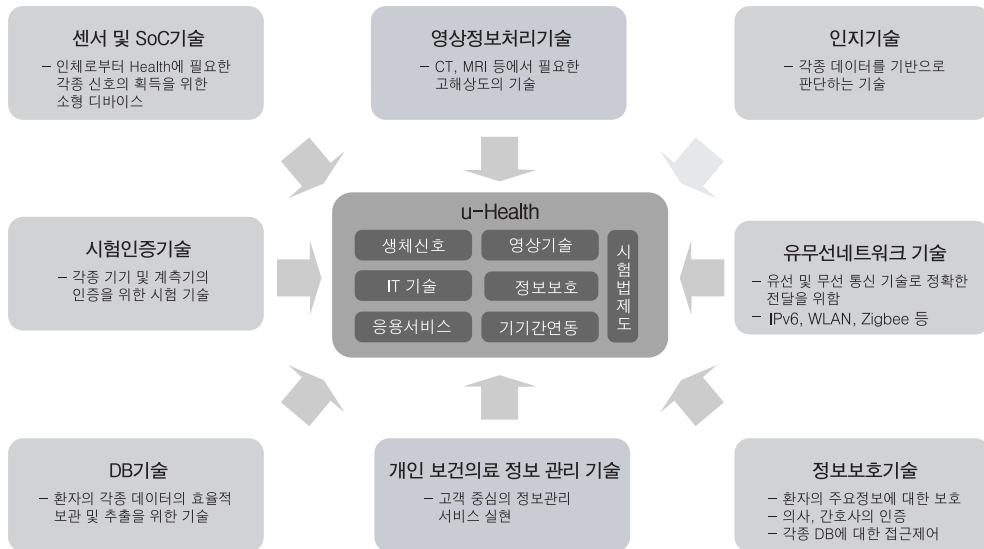 센서 및 SoC기술
– 인체로부터 Health에 필요한
각종 신호의 획득을 위한
소형 디바이스
영상정보처리기술
– CT, MRI 등에서 필요한
고해상도의 기술
인지기술
– 각종 데이터를 기반으로
판단하는 기술
시험인증기술
– 각종 기기 및 계측기의
인증을 위한 시험 기술
u-Health
생체신호
영상기술
IT 기술
정보보호
응용서비스
기기간연동
시험법제도
유무선네트워크 기술
– 유선 및 무선 통신 기술로 정확한
전달을 위함
– IPv6, WLAN, Zigbee 등
DB기술
– 환자의 각종 데이터의 효율적
보관 및 추출을 위한 기술
개인 보건의료 정보 관리 기술
– 고객 중심의 정보관리
서비스 실현
정보보호기술
– 환자의 주요정보에 대한 보호
– 의사, 간호사의 인증
– 각종 DB에 대한 접근제어